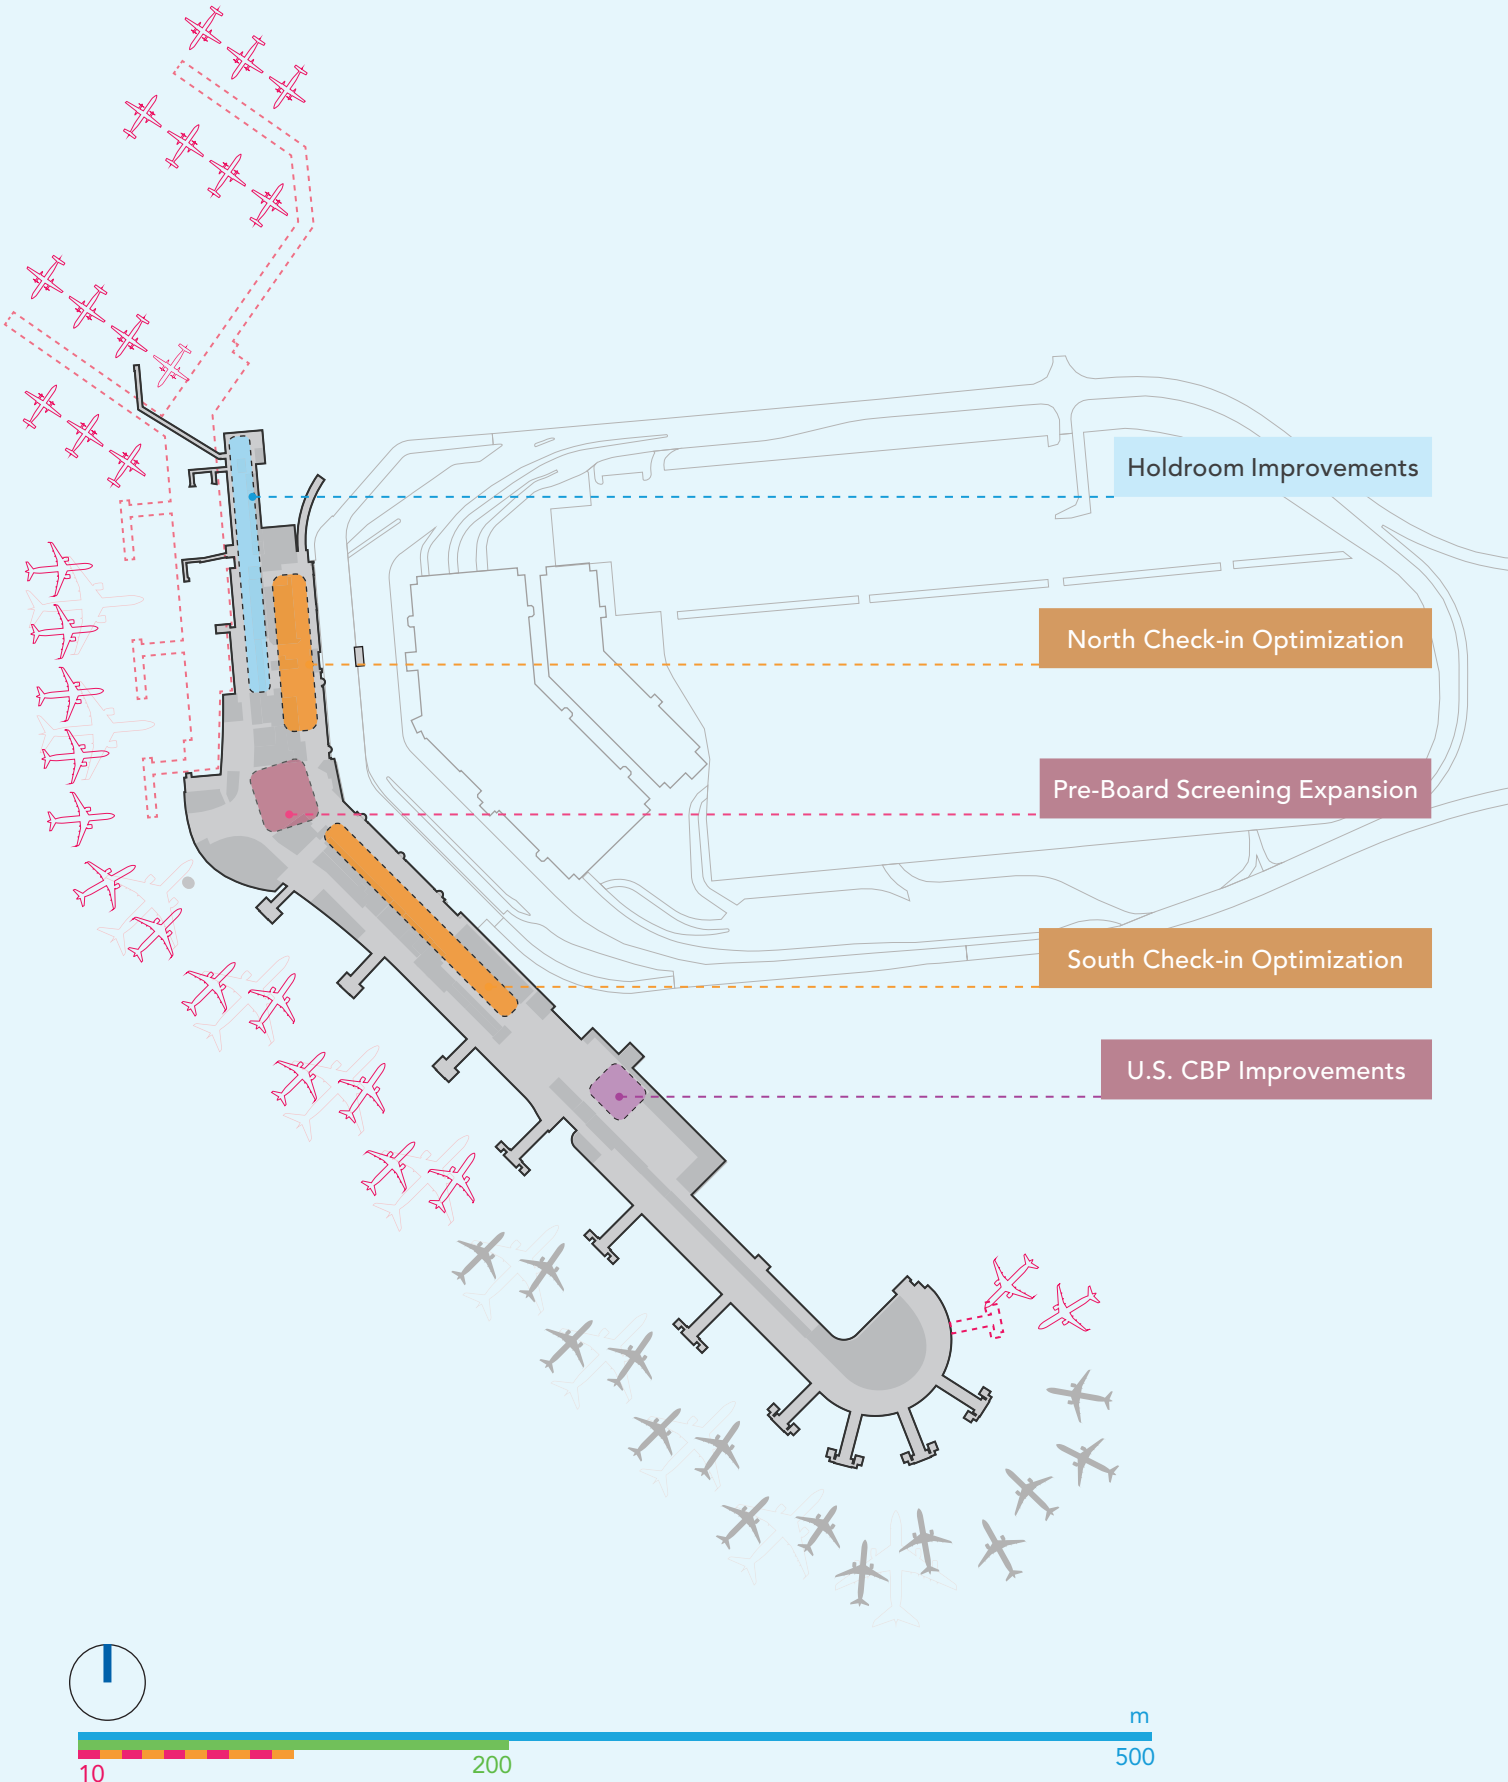 Holdroom Improvements
North Check-in Optimization
Pre-Board Screening Expansion
South Check-in Optimization
U.S. CBP Improvements
m
10
200
500